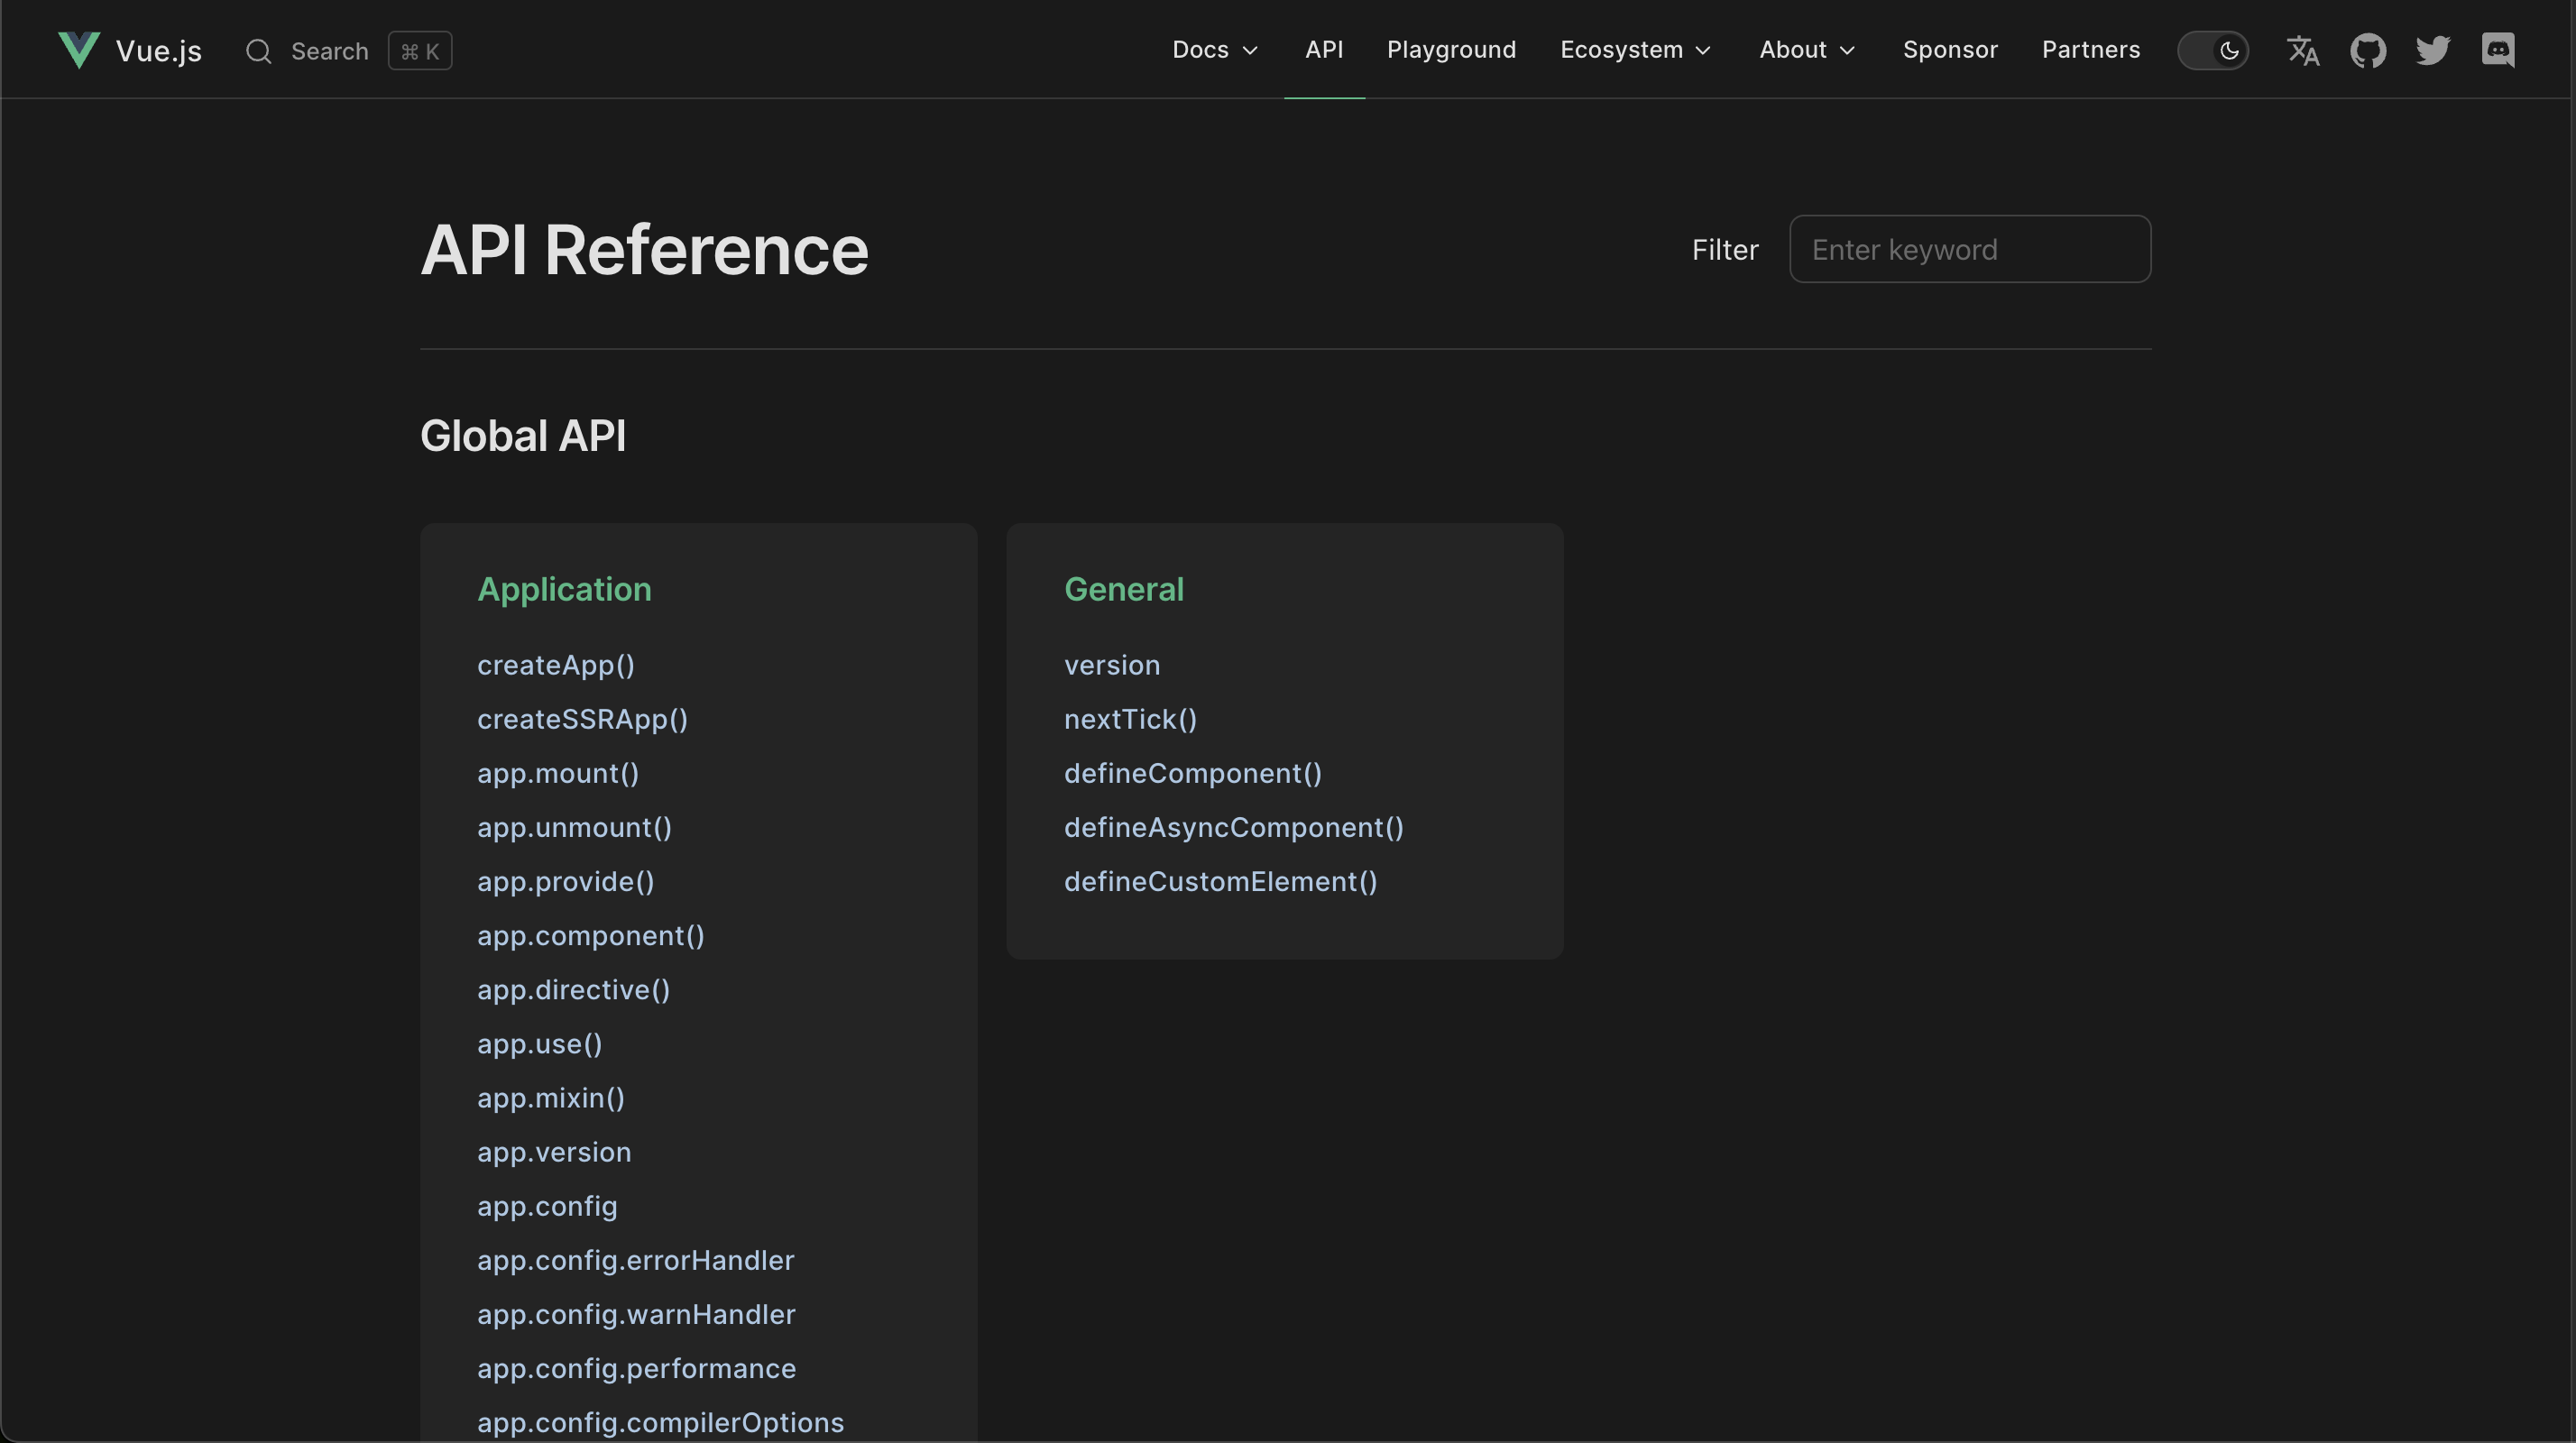 Vue.js Search ⌘ K Docs API Playground Ecosystem About Sponsor Partners
API Reference
Filter Enter keyword
Global API
Application
createApp()
createSSRApp()
app.mount()
app.unmount()
app.provide()
app.component()
app.directive()
app.use()
app.mixin()
app.version
app.config
app.config.errorHandler
app.config.warnHandler
app.config.performance
app.config.compilerOptions
General
version
nextTick()
defineComponent()
defineAsyncComponent()
defineCustomElement()